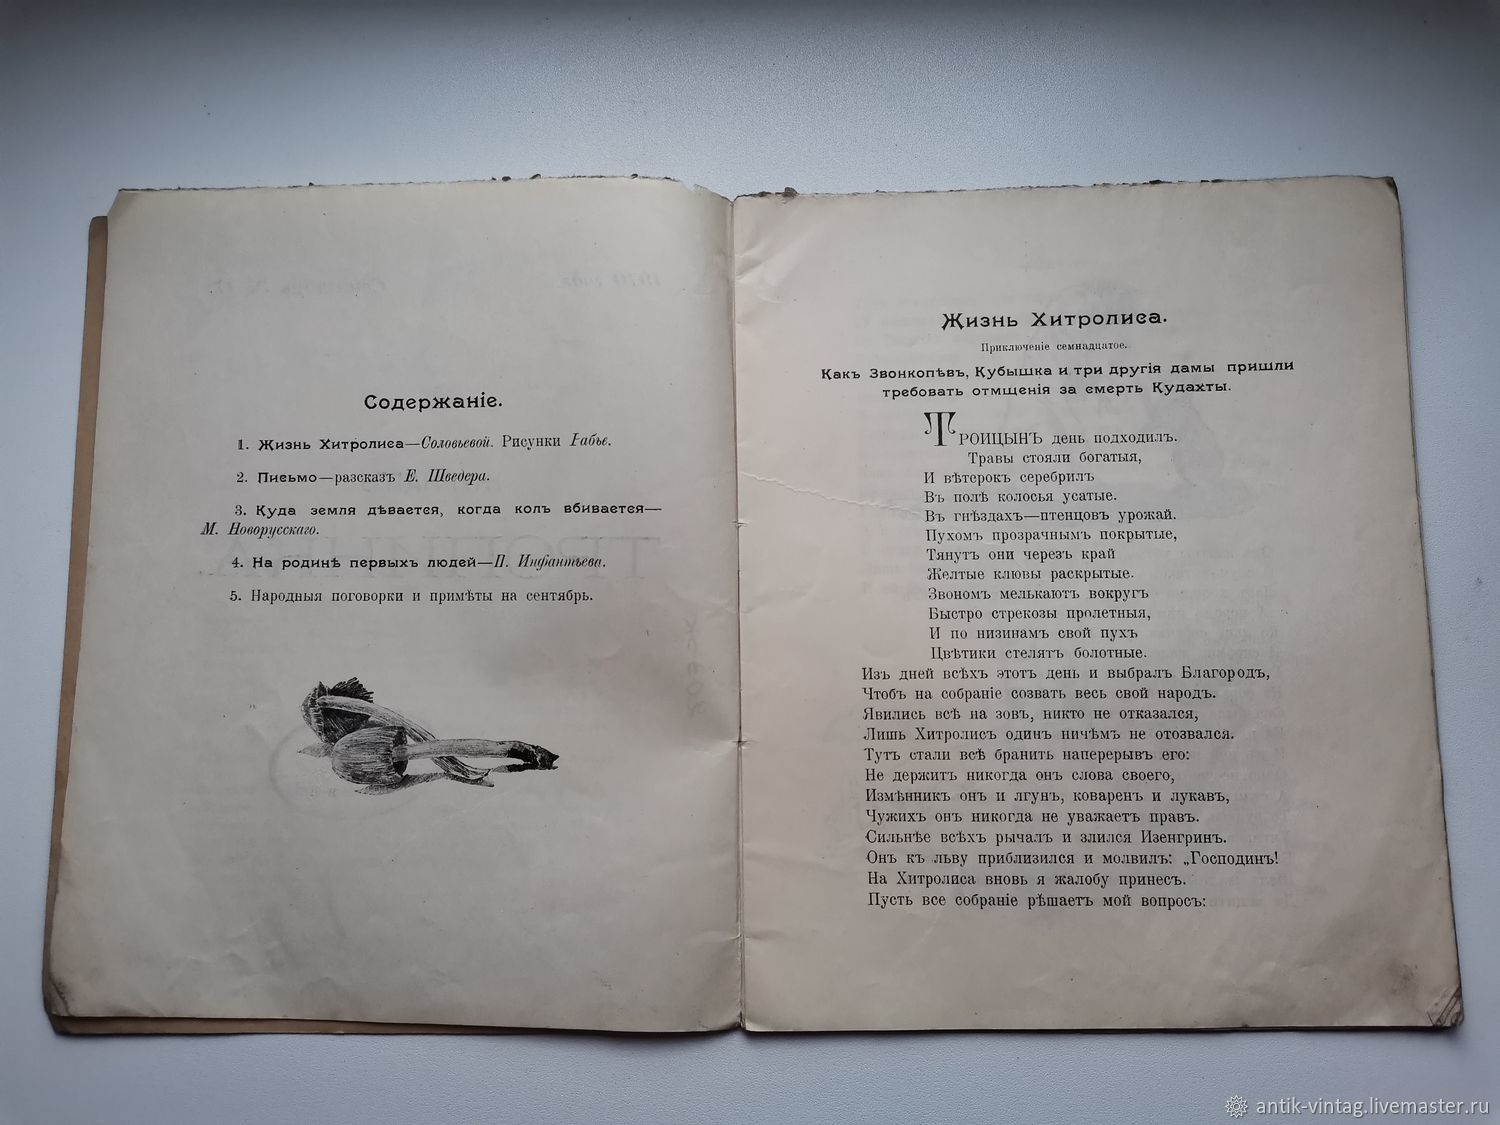 Содержаніе.
1. Жизнь Хитролиса—Соловьевой. Рисунки Габье.
2. Письмо—разсказъ Е. Шведера.
3. Куда земля дѣвается, когда колъ вбивается—
М. Новорусскаго.
4. На родинѣ первыхъ людей—П. Инфантьева.
5. Народныя поговорки и примѣты на сентябрь.
Жизнь Хитролиса.
Приключеніе семнадцатое.
Какъ Звонкопѣвъ, Кубышка и три другія дамы пришли
требовать отмщенія за смерть Кудахты.
ТРОИЦЫНЪ день подходилъ.
Травы стояли богатыя,
И вѣтерокъ серебрилъ
Въ полѣ колосья усатые.
Въ гнѣздахъ—птенцовъ урожай.
Пухомъ прозрачнымъ покрытые,
Тянутъ они черезъ край
Желтые клювы раскрытые.
Звономъ мелькаютъ вокругъ
Быстро стрекозы пролетныя,
И по низинамъ свой пухъ
Цвѣтики стелятъ болотные.
Изъ дней всѣхъ этотъ день и выбралъ Благородъ,
Чтобъ на собраніе созвать весь свой народъ.
Явились всѣ на зовъ, никто не отказался,
Лишь Хитролисъ одинъ ничѣмъ не отозвался.
Тутъ стали всѣ бранить наперерывъ его:
Не держитъ никогда онъ слова своего,
Измѣнникъ онъ и лгунъ, коваренъ и лукавъ,
Чужихъ онъ никогда не уважаетъ правъ.
Сильнѣе всѣхъ рычалъ и злился Изенгринъ.
Онъ къ льву приблизился и молвилъ: „Господинъ!
На Хитролиса вновь я жалобу принесъ.
Пусть все собраніе рѣшаетъ мой вопросъ:
antik-vintag.livemaster.ru